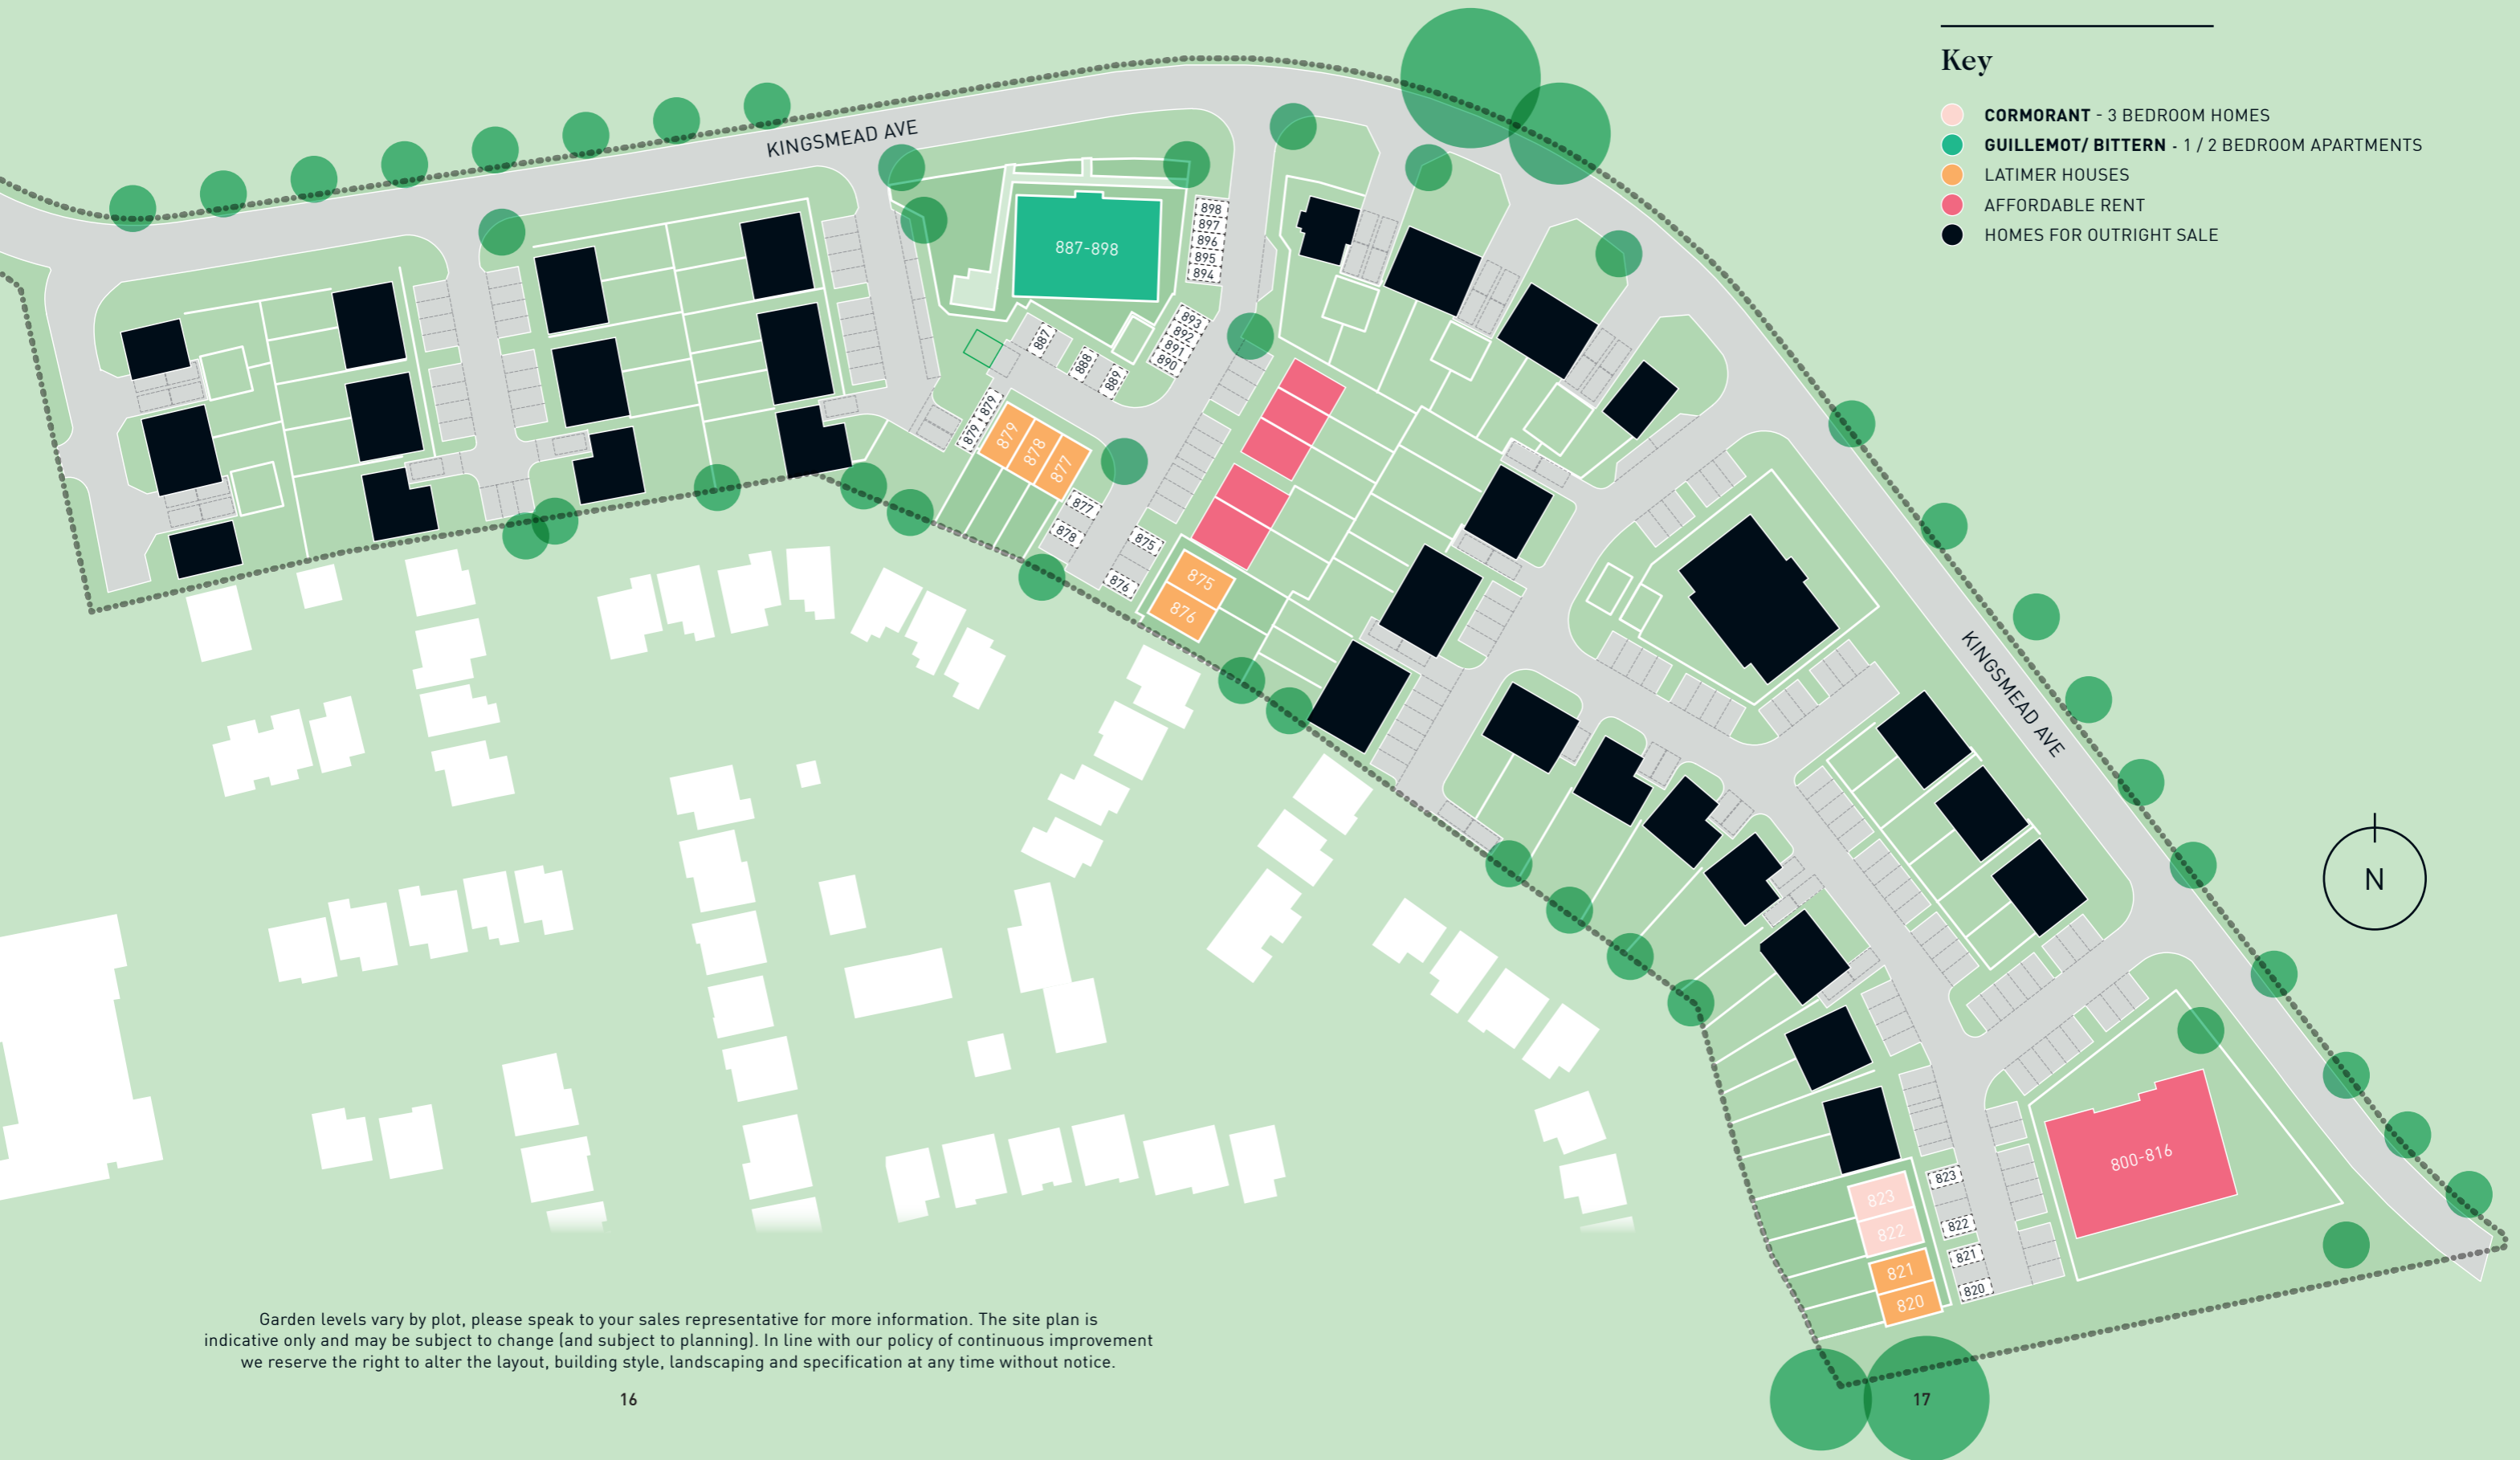 Key
CORMORANT - 3 BEDROOM HOMES
GUILLEMOT/ BITTERN - 1 / 2 BEDROOM APARTMENTS
LATIMER HOUSES
AFFORDABLE RENT
HOMES FOR OUTRIGHT SALE
KINGSMEAD AVE
887-898
898
897
896
895
894
893
892
891
890
887
888
889
879
879
879
878
877
877
878
875
876
875
876
KINGSMEAD AVE
N
800-816
823
822
821
820
823
822
821
820
Garden levels vary by plot, please speak to your sales representative for more information. The site plan is
indicative only and may be subject to change (and subject to planning). In line with our policy of continuous improvement
we reserve the right to alter the layout, building style, landscaping and specification at any time without notice.
16
17